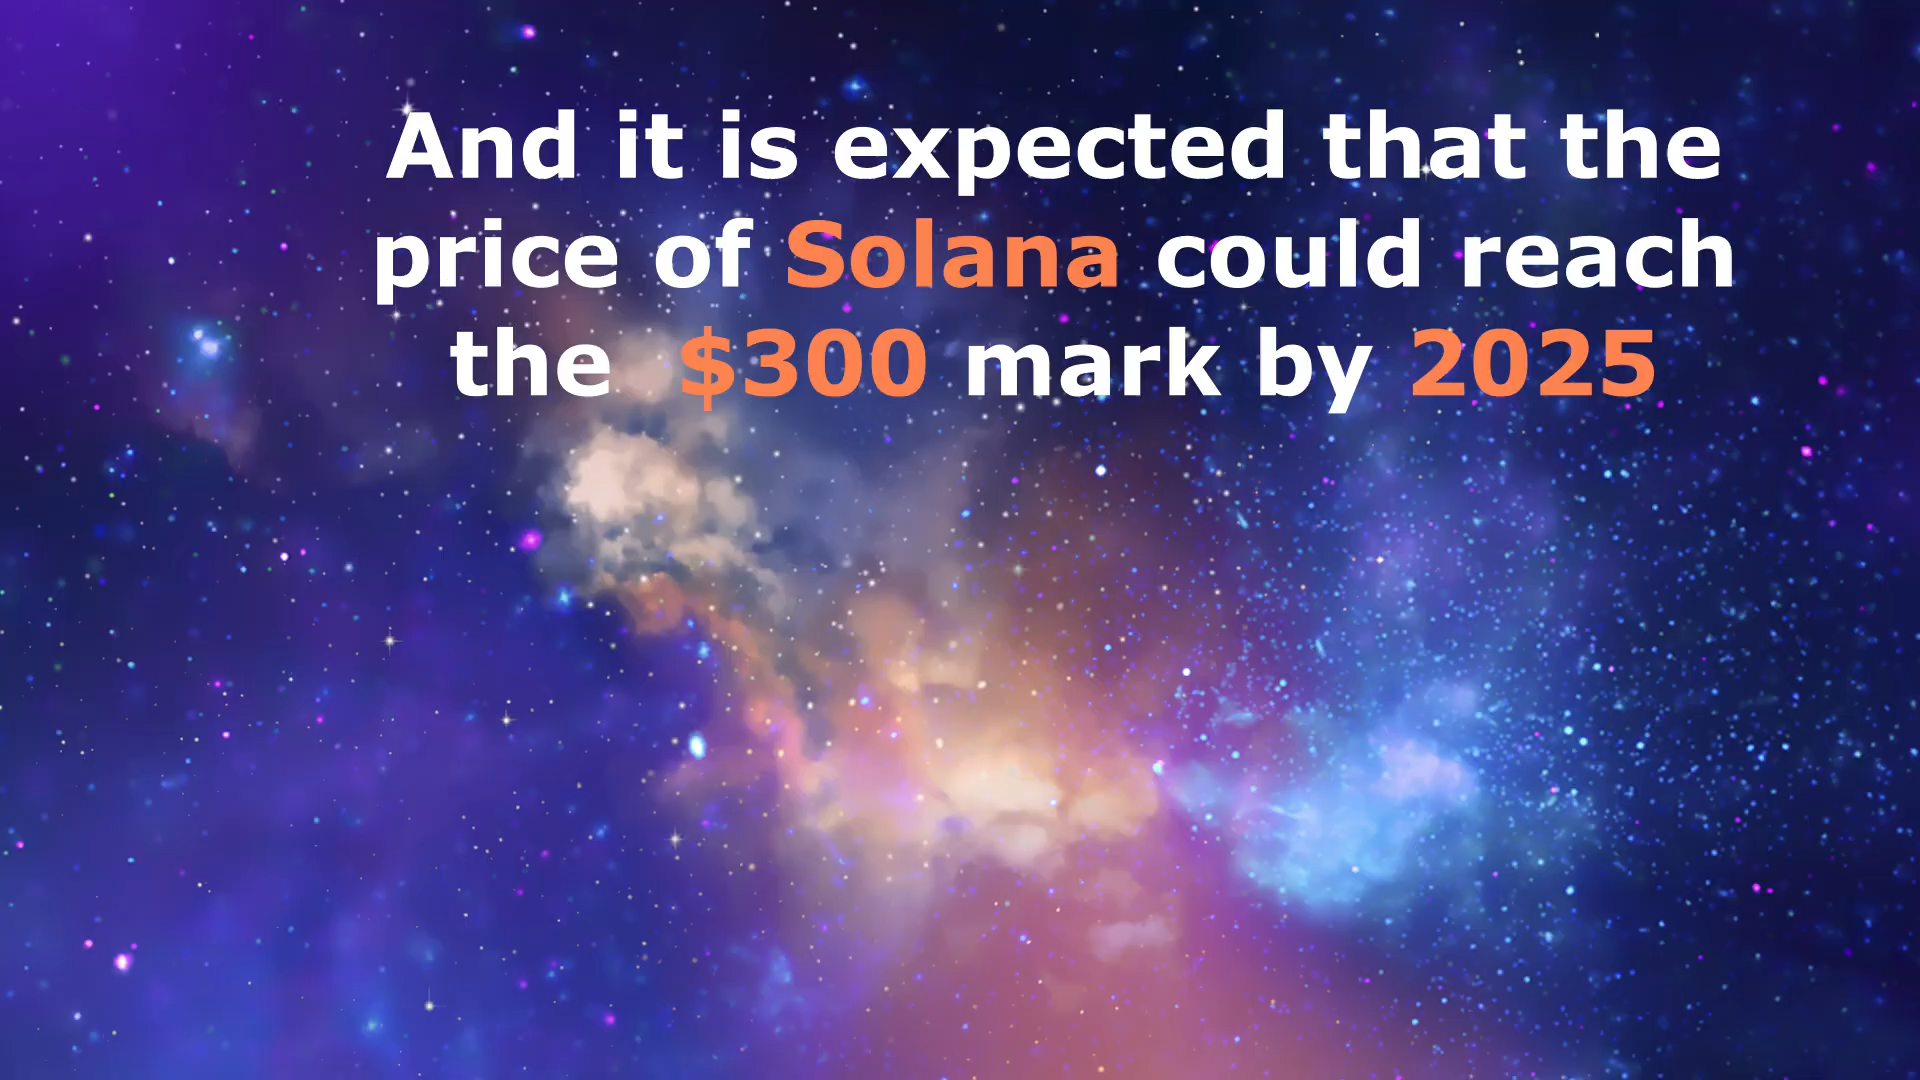 And it is expected that the
price of Solana could reach
the  $300 mark by 2025